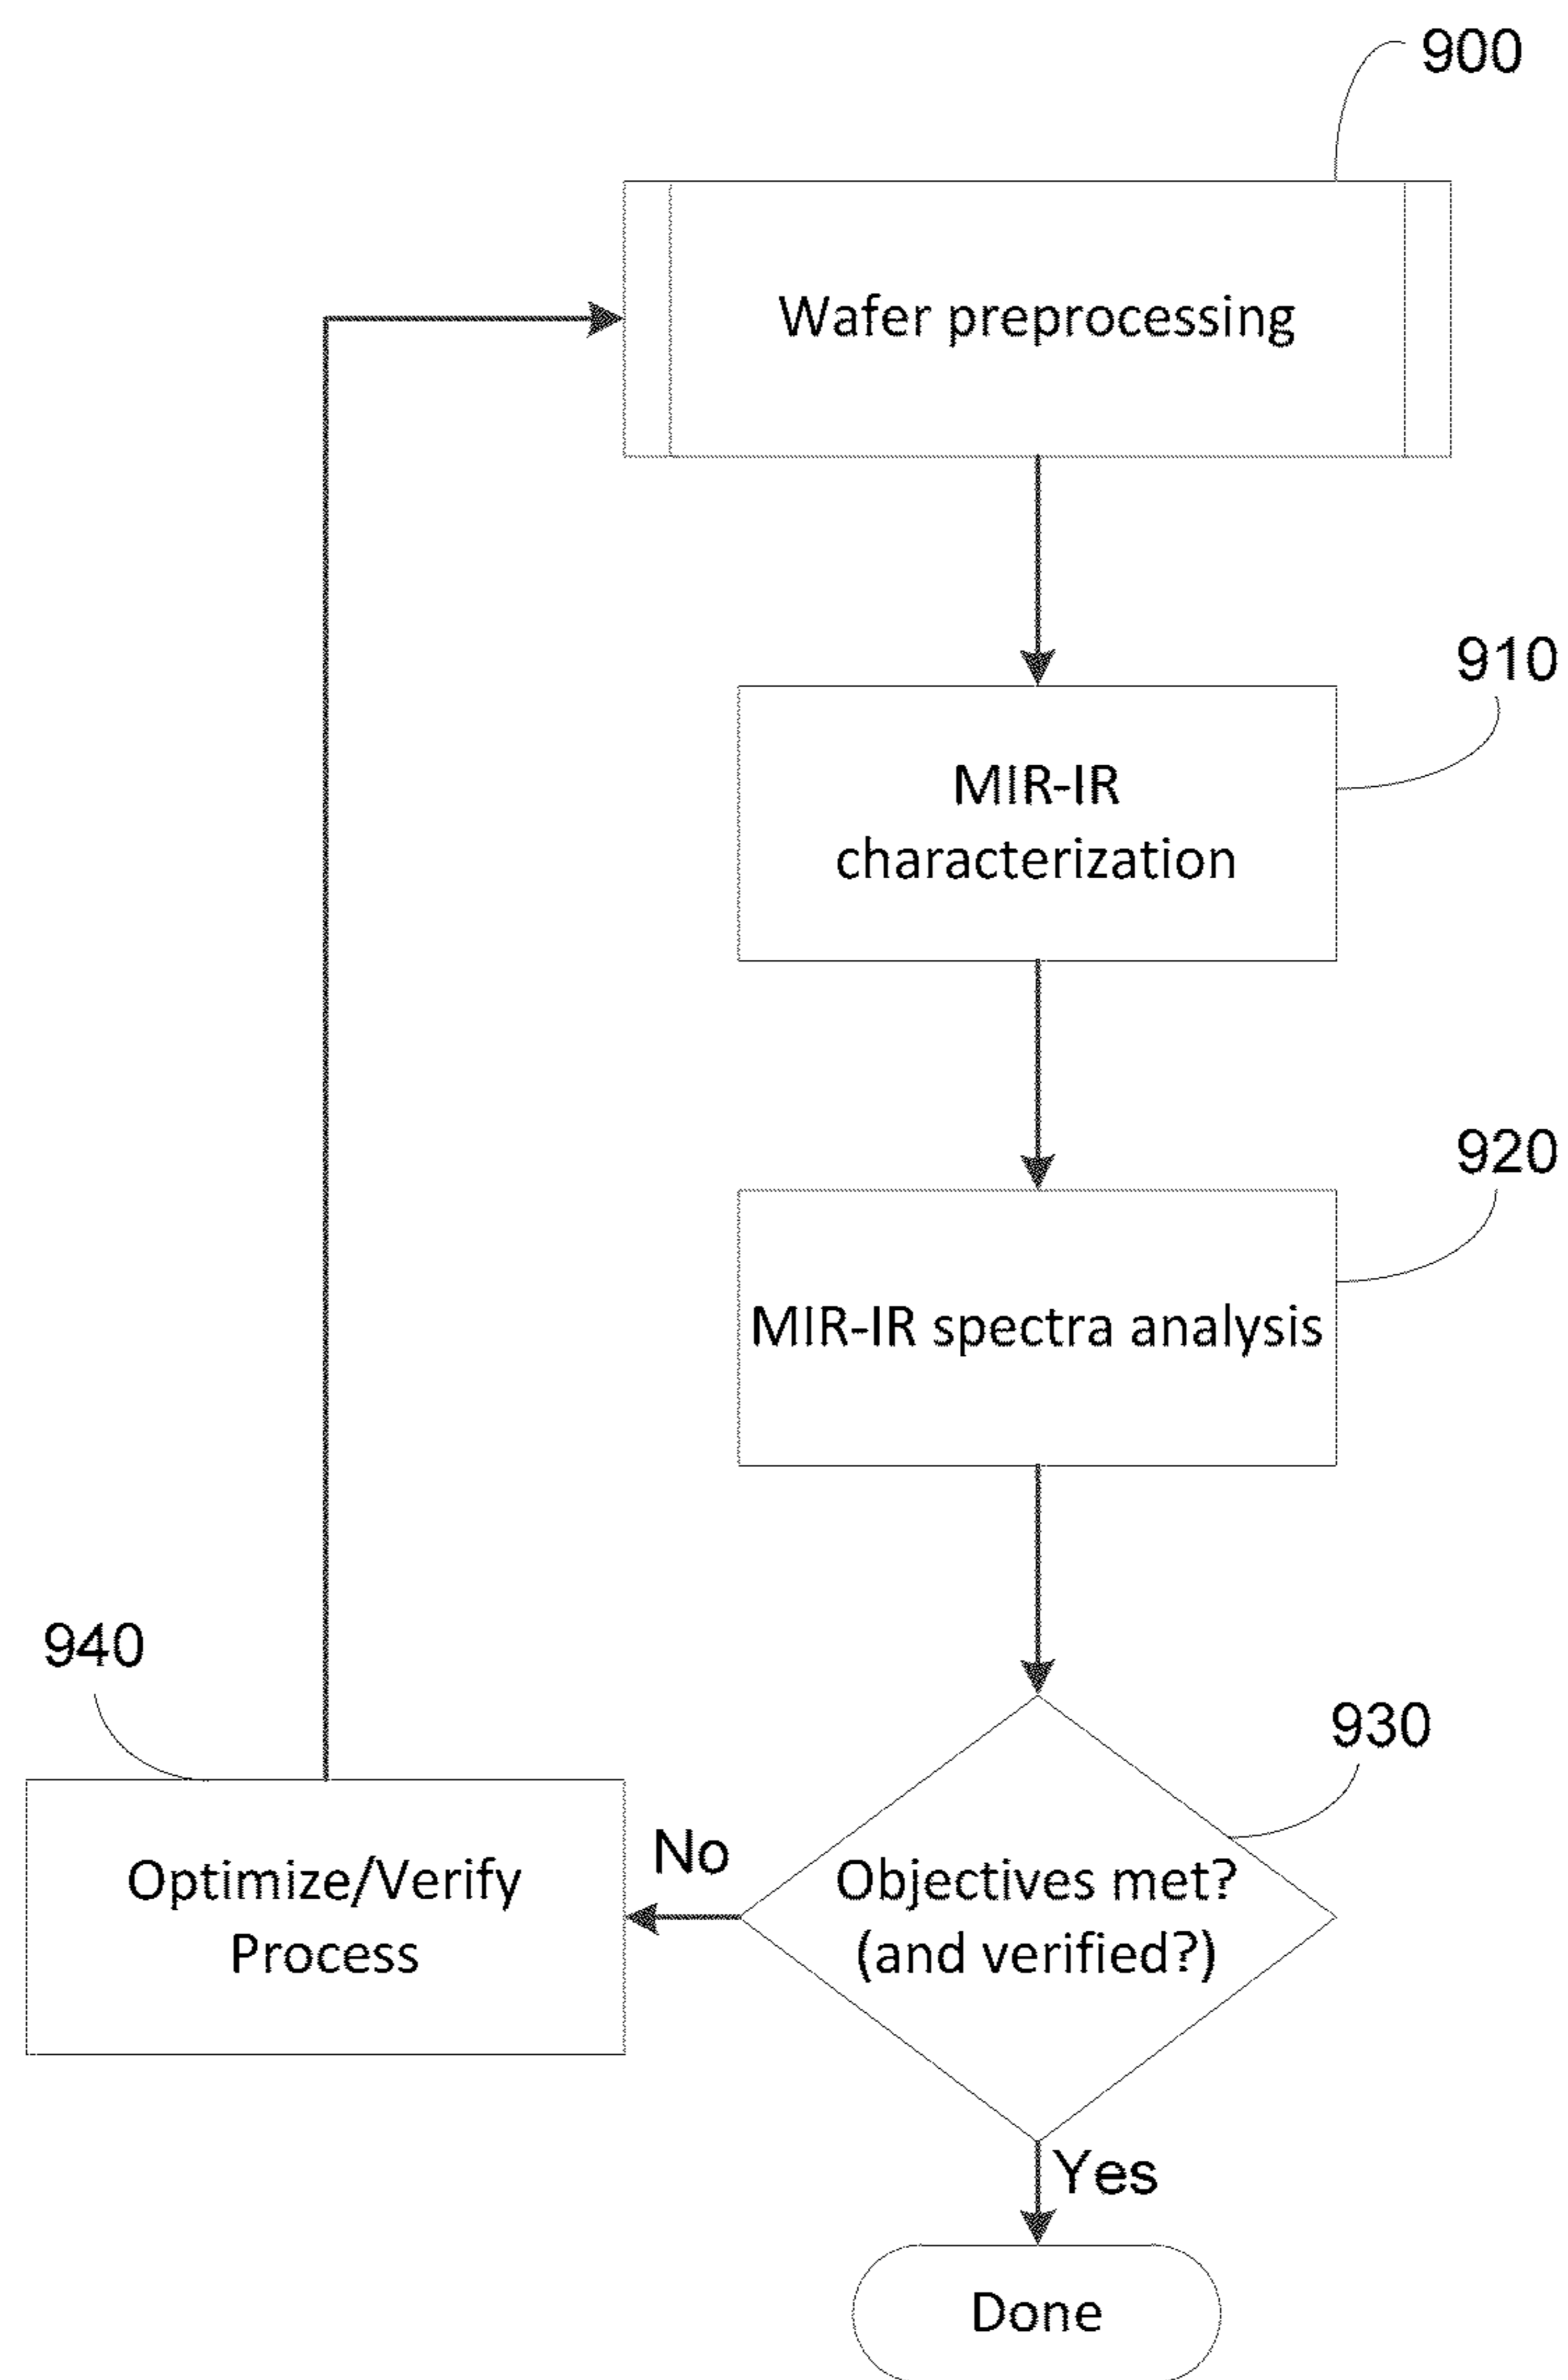 900
Wafer preprocessing
910
MIR-IR
characterization
920
MIR-IR spectra analysis
940
930
No
Optimize/Verify
Process
Objectives met?
(and verified?)
Yes
Done